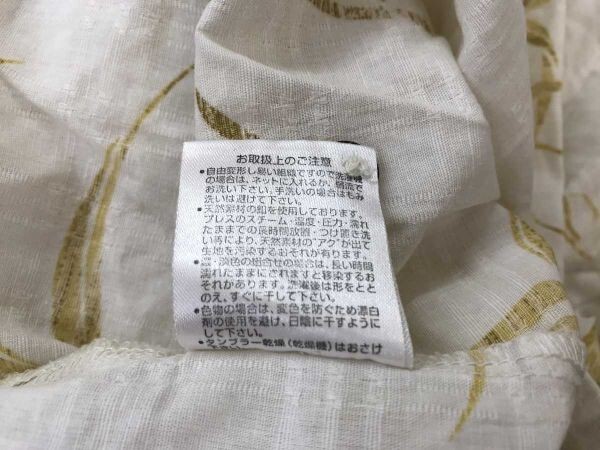 お取扱上のご注意
•自由変形し易い組織ですので洗濯機
の場合は、ネットに入れるか、弱流で
お洗い下さい。手洗いの場合はもみ
洗いは避けて下さい。
•天然素材の釦を使用しております。
プレスのスチーム・温度・圧力・濡れ
たままでの長時間放置・つけ置き洗
い等により、天然素材の"アク"が出て
生地を汚染するおそれが有ります。
•濃・淡色の組合せの場合は、長い時間
濡れたままにされますと移染する
おそれがあります。洗濯後は形をとと
のえ、すぐに干して下さい。
•色物の場合は、変色を防ぐため漂白
剤の使用を避け、日陰に干すように
して下さい。
•タンブラー乾燥(乾燥機)はおさけ